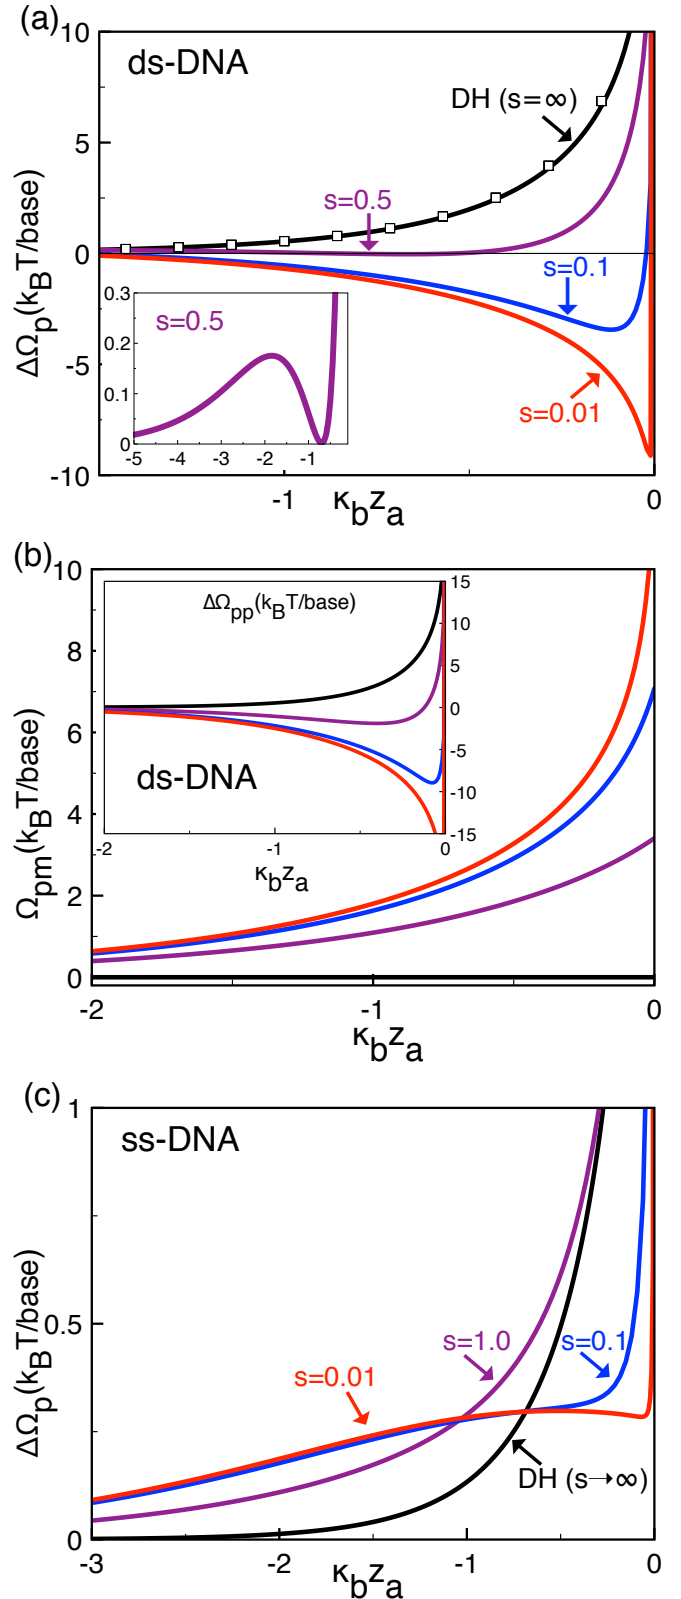 (a)
10
5
0
-5
-10
ΔΩp(kBT/base)
ds-DNA
DH (s=∞)
s=0.5
s=0.1
s=0.01
0.3
0.2
0.1
0
s=0.5
-5 -4 -3 -2 -1
-1 0
κbza
(b)
10
8
6
4
2
0
Ωpm(kBT/base)
ΔΩpp(kBT/base)
15
10
5
0
-5
-10
-15
ds-DNA
-2 -1 0
κbza
-2 -1 0
κbza
(c)
1
0.5
0
ΔΩp(kBT/base)
ss-DNA
s=1.0
s=0.1
s=0.01
DH (s→∞)
-3 -2 -1 0
κbza